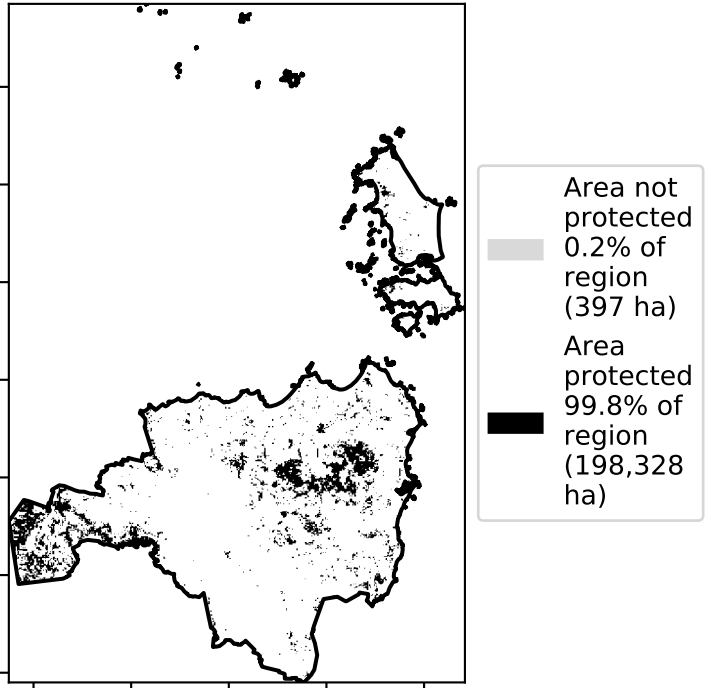 Area not
protected
0.2% of
region
(397 ha)
Area
protected
99.8% of
region
(198,328
ha)